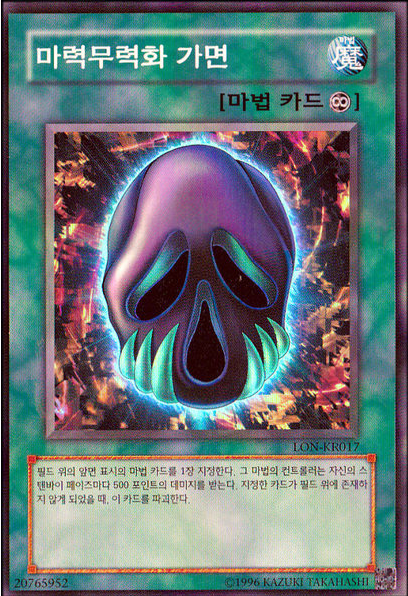 마력무력화 가면
마법
魔
[마법 카드 ]
LON-KR017
필드 위의 앞면 표시의 마법 카드를 1장 지정한다. 그 마법의 컨트롤러는 자신의 스
탠바이 페이즈마다 500 포인트의 데미지를 받는다. 지정한 카드가 필드 위에 존재하
지 않게 되었을 때, 이 카드를 파괴한다.
20765952
©1996 KAZUKI TAKAHASHI